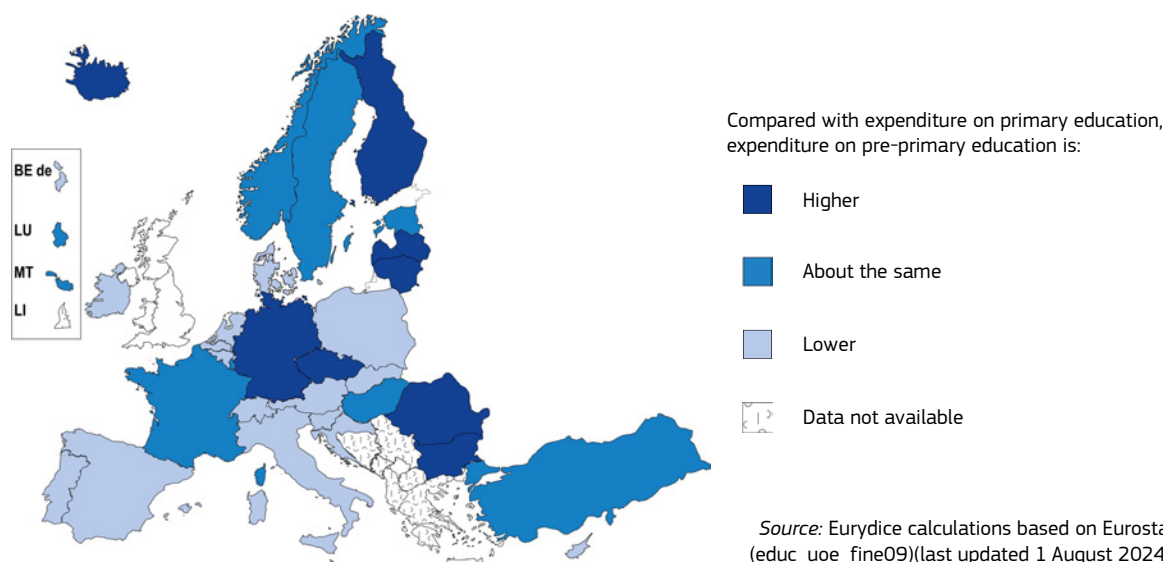 BE de
LU
MT
LI
Compared with expenditure on primary education,
expenditure on pre-primary education is:
Higher
About the same
Lower
Data not available
Source: Eurydice calculations based on Eurosta
(educ_uoe_fine09)(last updated 1 August 2024